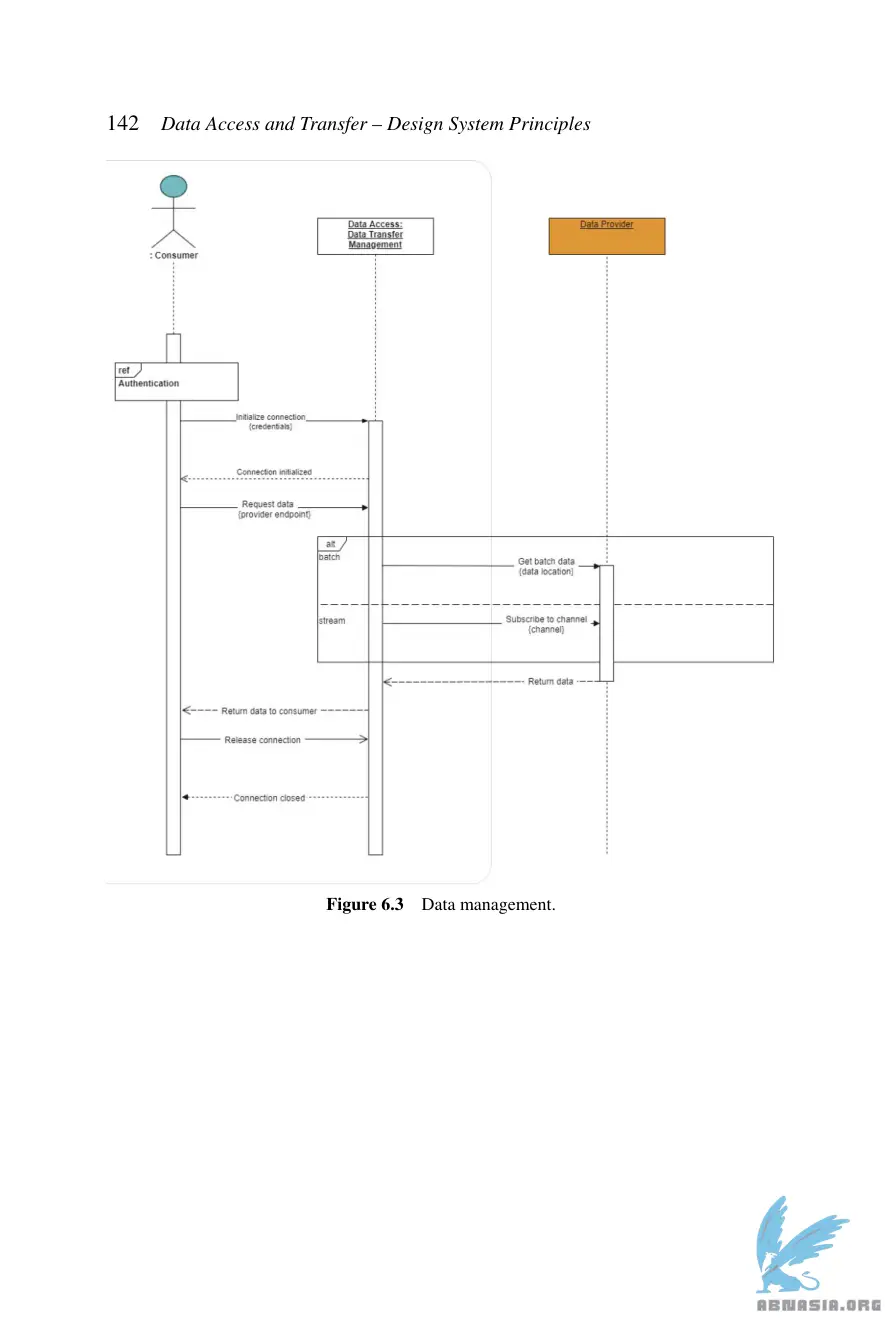 142 Data Access and Transfer – Design System Principles
: Consumer
Data Access:
Data Transfer
Management
Data Provider
ref
Authentication
Initialize connection
(credentials)
Connection initialized
Request data
(provider endpoint)
alt
batch
Get batch data
(data location)
stream
Subscribe to channel
(channel)
Return data
Return data to consumer
Release connection
Connection closed
Figure 6.3 Data management.
ABNASIA.ORG